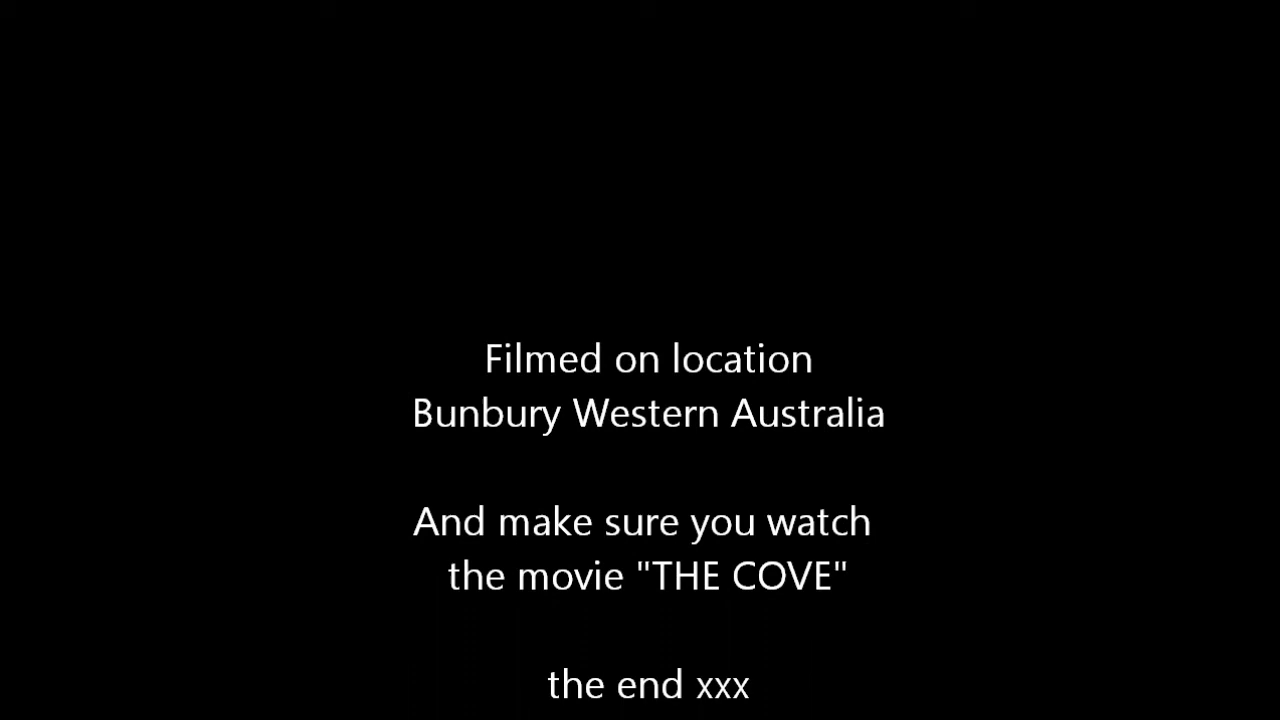 Filmed on location
Bunbury Western Australia
And make sure you watch
the movie "THE COVE"
the end xxx